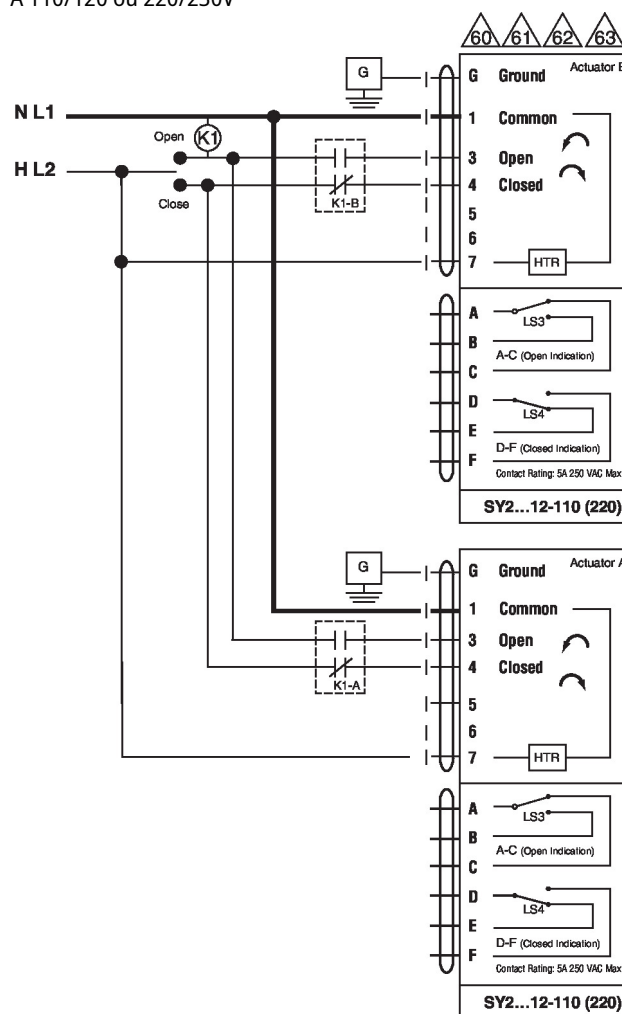 A 110/120 ou 220/230V
60 61 62 63
G
G Ground
Actuator B
N L1
1 Common
Open
K1
3 Open
H L2
4 Closed
Close
K1-B
5
6
7
HTR
A
LS3
B
A-C (Open Indication)
C
D
LS4
E
D-F (Closed Indication)
F
Contact Rating: 5A 250 VAC Max
SY2...12-110 (220)
G
G Ground
Actuator A
1 Common
3 Open
4 Closed
K1-A
5
6
7
HTR
A
LS3
B
A-C (Open Indication)
C
D
LS4
E
D-F (Closed Indication)
F
Contact Rating: 5A 250 VAC Max
SY2...12-110 (220)